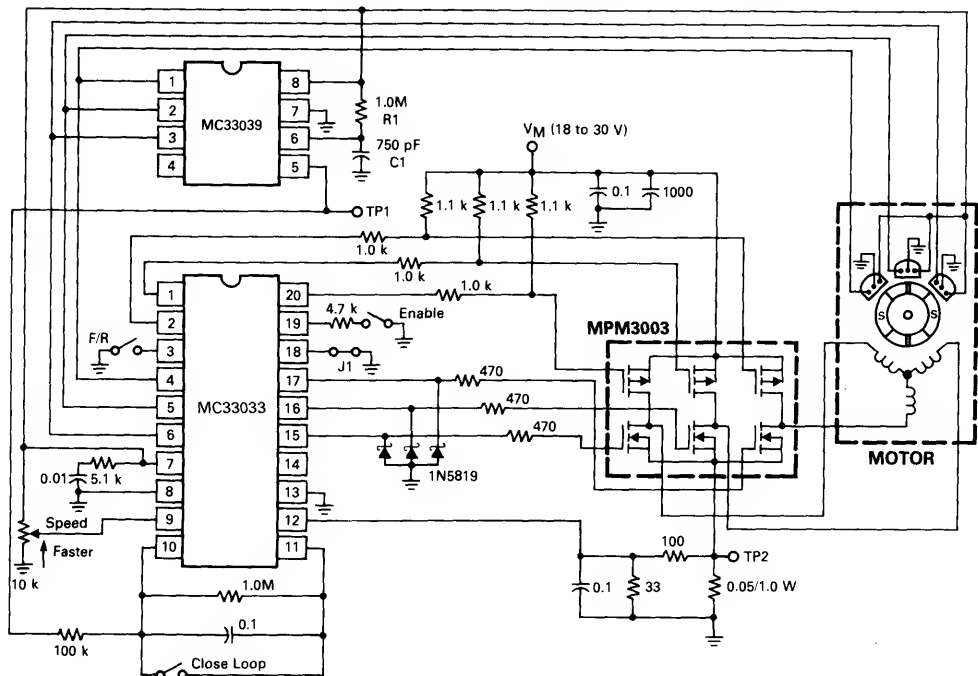 MC33039
1
2
3
4
8
7
6
5
1.0M
R1
750 pF
C1
TP1
VM (18 to 30 V)
1.1 k
1.1 k
1.1 k
0.1
1000
1.0 k
1.0 k
1.0 k
MC33033
1
2
3
4
5
6
7
8
9
10
20
19
18
17
16
15
14
13
12
11
F/R
4.7 k
Enable
J1
470
470
470
1N5819
MPM3003
S
S
MOTOR
0.01
5.1 k
Speed
Faster
10 k
1.0M
0.1
100 k
Close Loop
100
TP2
0.1
33
0.05/1.0 W